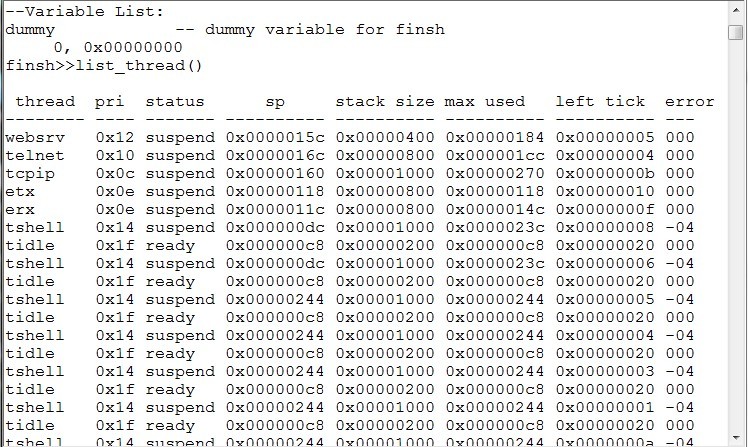 --Variable List:
dummy            -- dummy variable for finsh
     0, 0x00000000
finsh>>list_thread()
 thread  pri  status      sp     stack size max used   left tick  error
-------- ---- ------- ---------- ---------- ---------- ---------- ---
websrv   0x12 suspend 0x0000015c 0x00000400 0x00000184 0x00000005 000
telnet   0x10 suspend 0x0000016c 0x00000800 0x000001cc 0x00000004 000
tcpip    0x0c suspend 0x00000160 0x00001000 0x00000270 0x0000000b 000
etx      0x0e suspend 0x00000118 0x00000800 0x00000118 0x00000010 000
erx      0x0e suspend 0x0000011c 0x00000800 0x0000014c 0x0000000f 000
tshell   0x14 suspend 0x000000dc 0x00001000 0x0000023c 0x00000008 -04
tidle    0x1f ready   0x000000c8 0x00000200 0x000000c8 0x00000020 000
tshell   0x14 suspend 0x000000dc 0x00001000 0x0000023c 0x00000006 -04
tidle    0x1f ready   0x000000c8 0x00000200 0x000000c8 0x00000020 000
tshell   0x14 suspend 0x00000244 0x00001000 0x00000244 0x00000005 -04
tidle    0x1f ready   0x000000c8 0x00000200 0x000000c8 0x00000020 000
tshell   0x14 suspend 0x00000244 0x00001000 0x00000244 0x00000004 -04
tidle    0x1f ready   0x000000c8 0x00000200 0x000000c8 0x00000020 000
tshell   0x14 suspend 0x00000244 0x00001000 0x00000244 0x00000003 -04
tidle    0x1f ready   0x000000c8 0x00000200 0x000000c8 0x00000020 000
tshell   0x14 suspend 0x00000244 0x00001000 0x00000244 0x00000001 -04
tidle    0x1f ready   0x000000c8 0x00000200 0x000000c8 0x00000020 000
tshell   0x14 suspend 0x00000244 0x00001000 0x00000244 0x0000000a -04